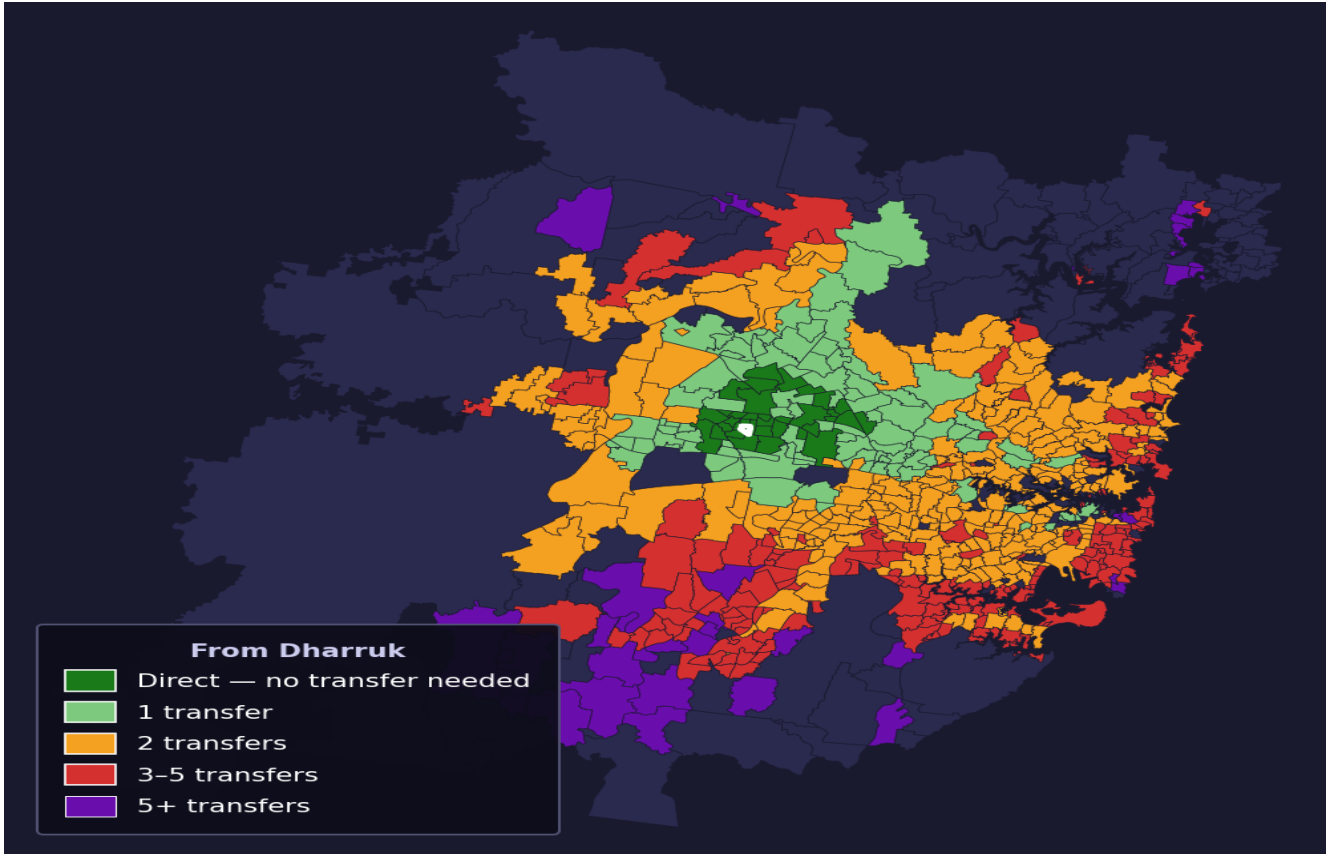 From Dharruk
Direct — no transfer needed
1 transfer
2 transfers
3–5 transfers
5+ transfers